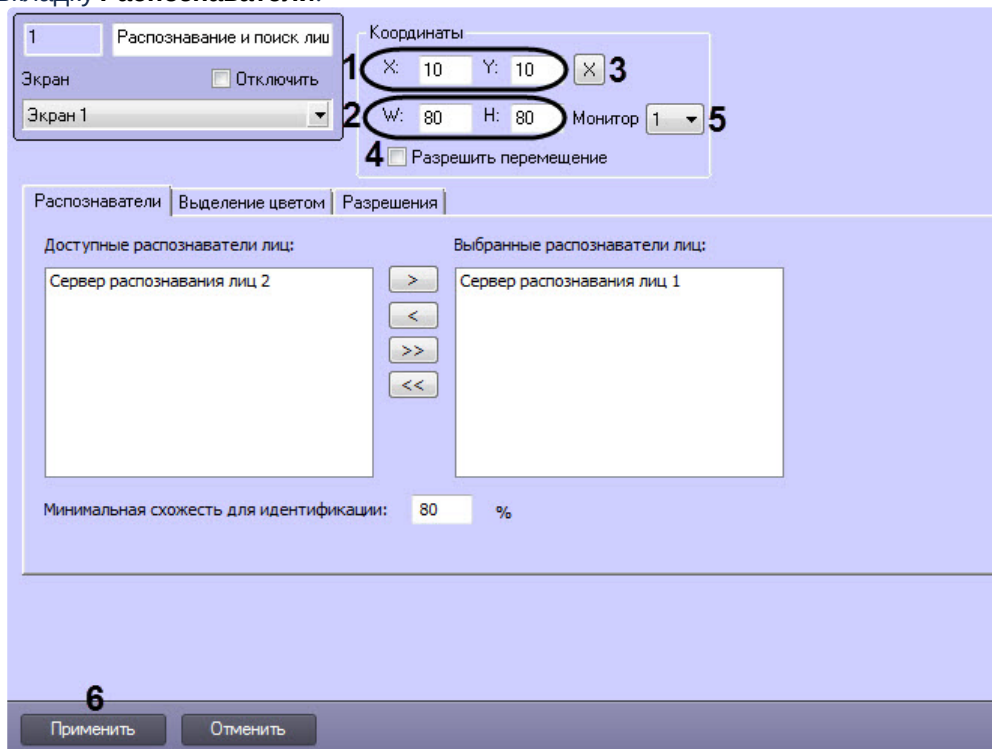 вкладку Распознаватели.
1 Распознавание и поиск лиц
Координаты
1 X: 10 Y: 10 X 3
Экран Отключить
Экран 1
2 W: 80 H: 80 Монитор 1 5
4 Разрешить перемещение
Распознаватели Выделение цветом Разрешения
Доступные распознаватели лиц: Выбранные распознаватели лиц:
Сервер распознавания лиц 2 > Сервер распознавания лиц 1
<
>>
<<
Минимальная схожесть для идентификации: 80 %
6
Применить Отменить